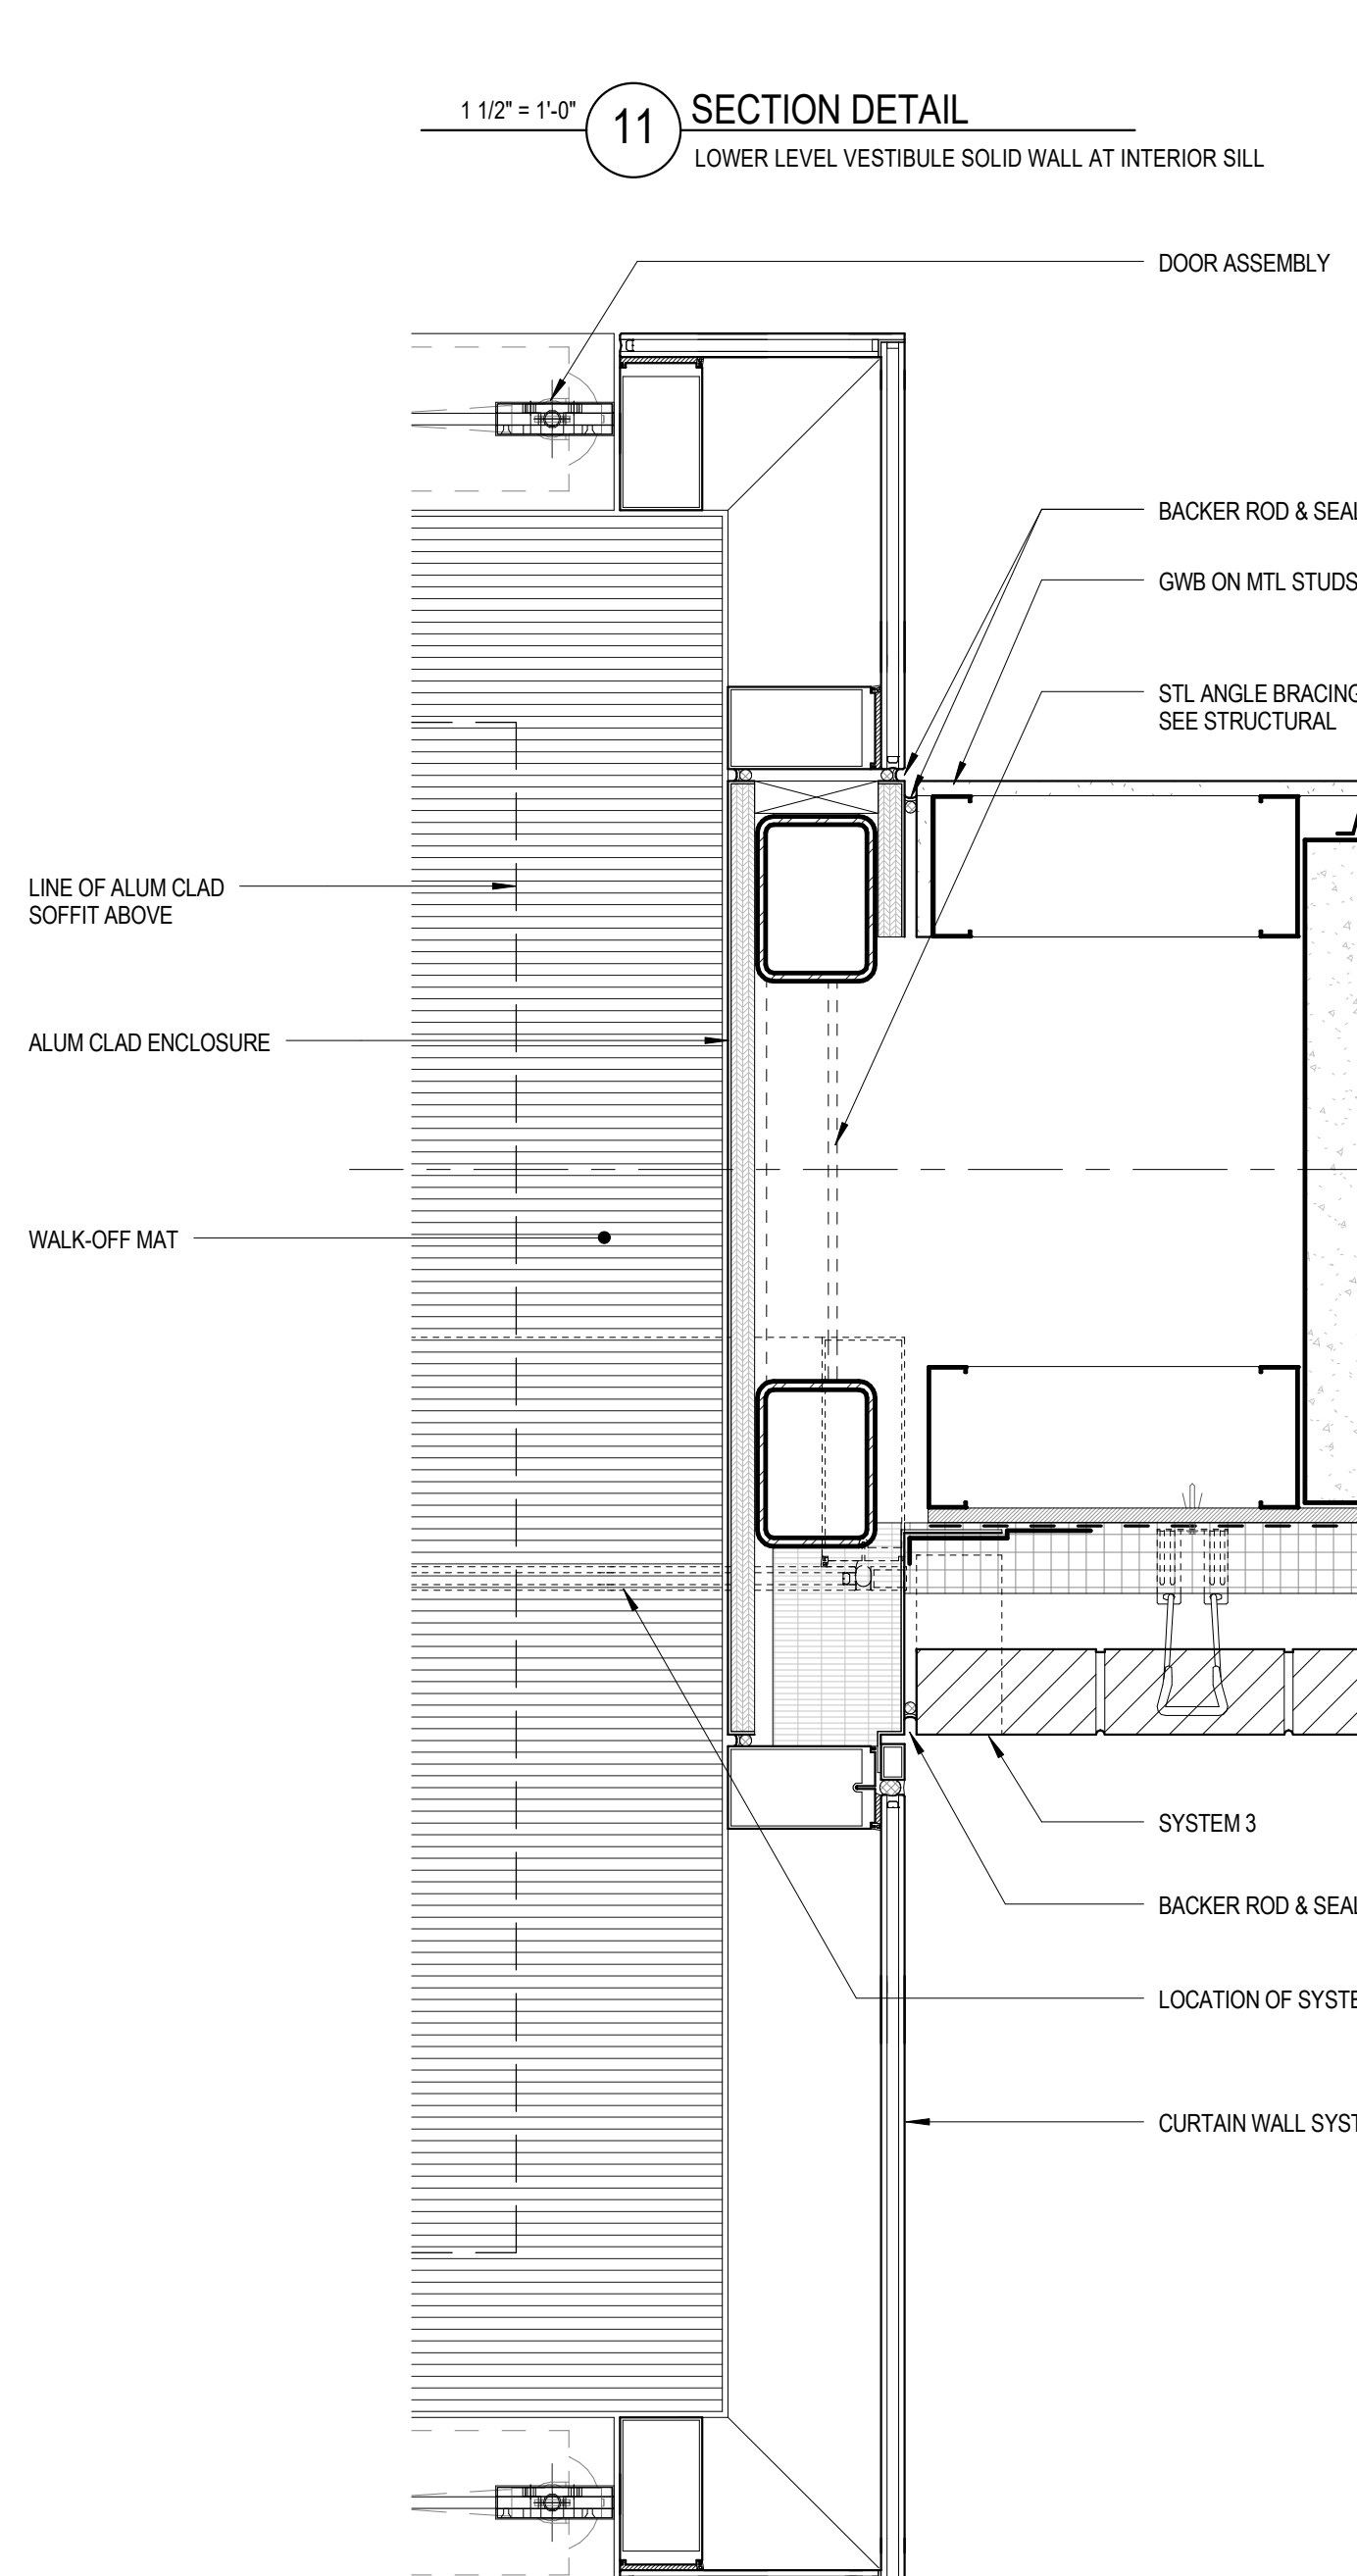 1 1/2" = 1'-0"
11
SECTION DETAIL
LOWER LEVEL VESTIBULE SOLID WALL AT INTERIOR SILL
DOOR ASSEMBLY
BACKER ROD & SEAL
GWB ON MTL STUDS
STL ANGLE BRACING
SEE STRUCTURAL
LINE OF ALUM CLAD
SOFFIT ABOVE
ALUM CLAD ENCLOSURE
WALK-OFF MAT
SYSTEM 3
BACKER ROD & SEAL
LOCATION OF SYSTE
CURTAIN WALL SYST